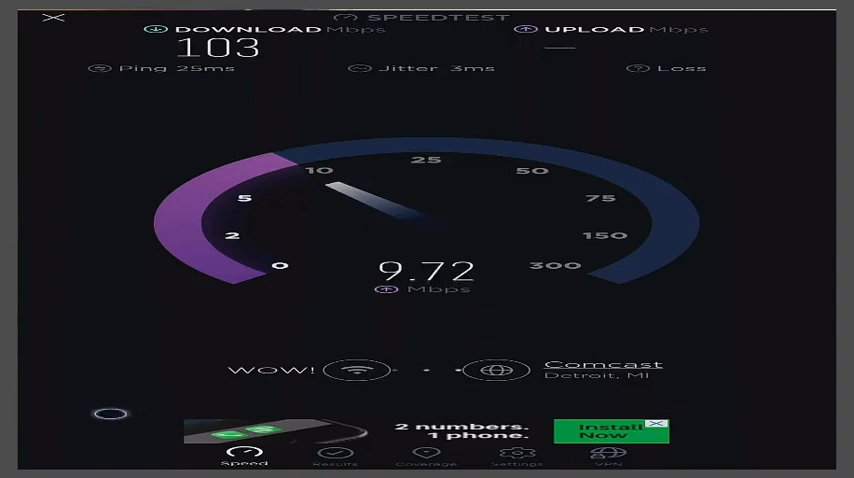 SPEEDTEST
DOWNLOAD Mbps UPLOAD Mbps
103 —
Ping 25ms Jitter 3ms Loss
0
2
5
10
25
50
75
150
300
9.72
Mbps
WOW! Comcast
Detroit, MI
2 numbers.
1 phone.
Install
Now
Speed Results Coverage Settings VPN